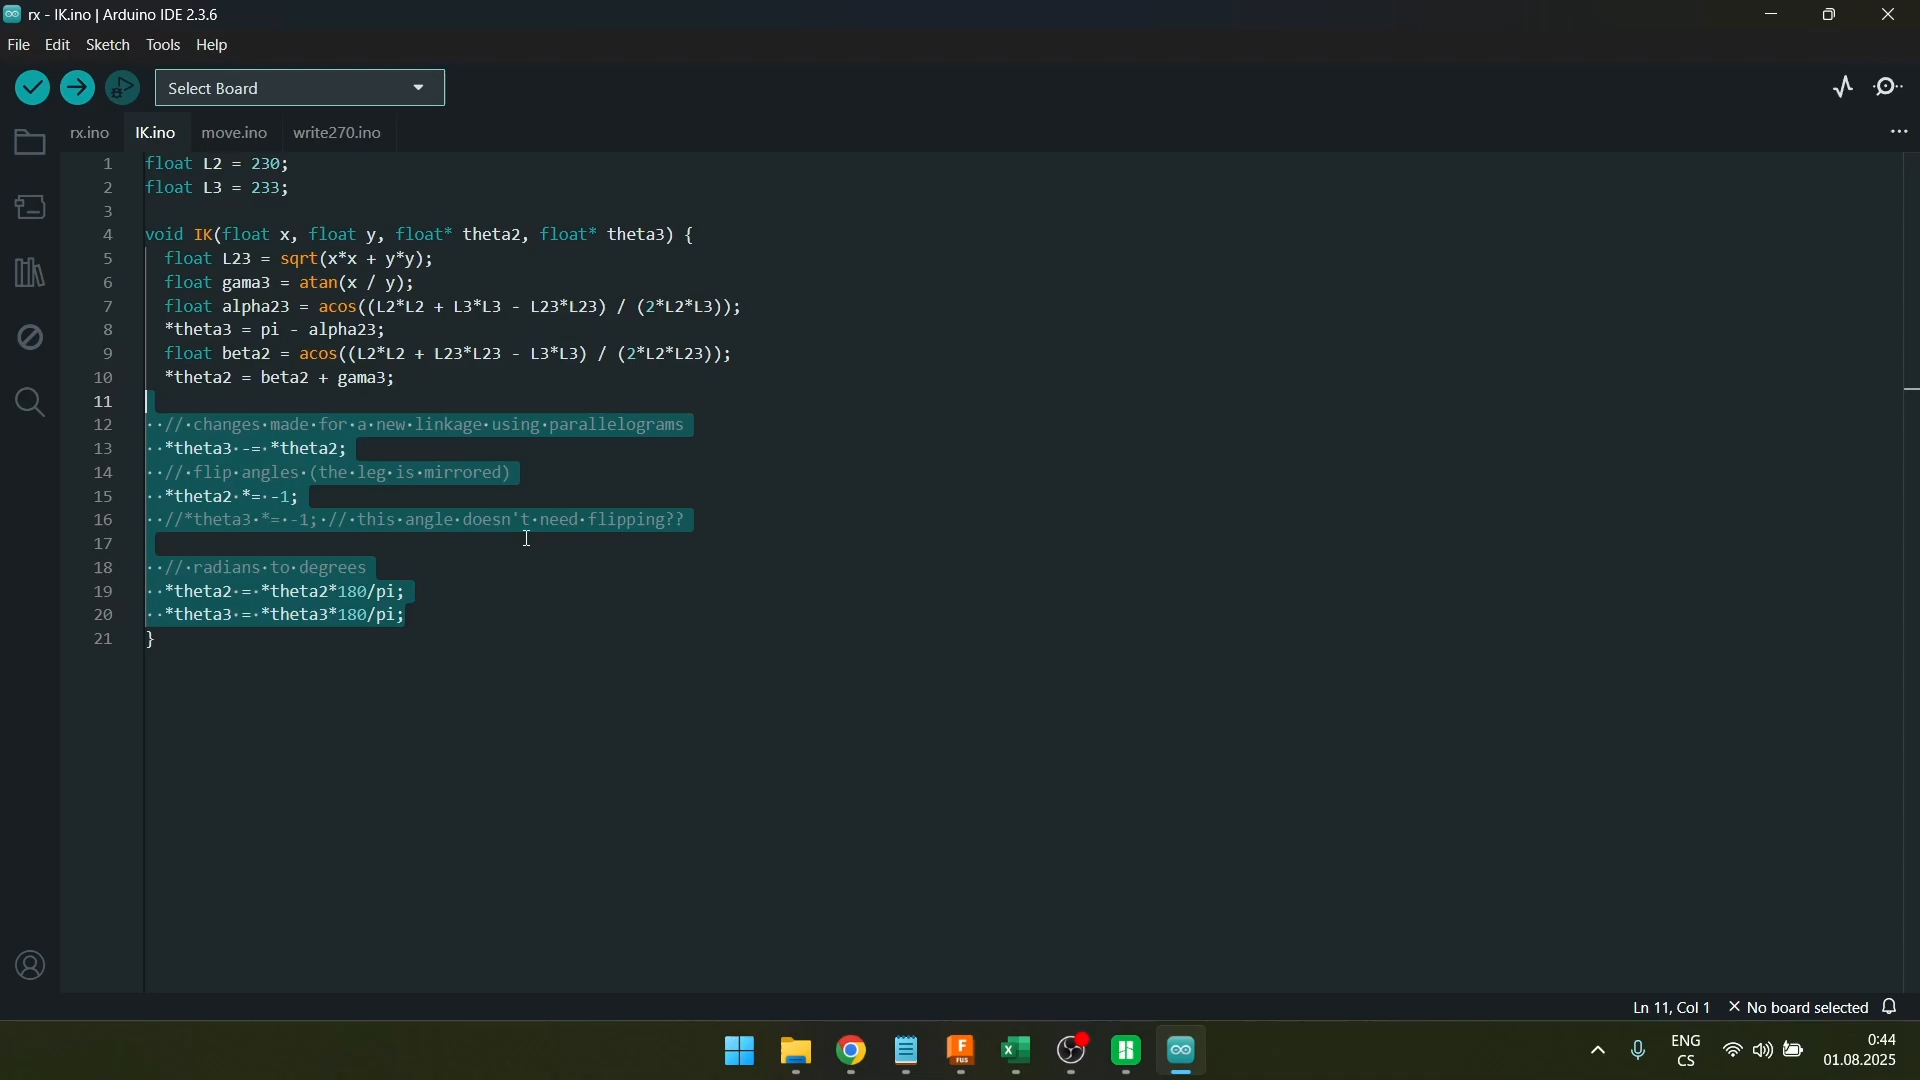 rx - IK.ino | Arduino IDE 2.3.6
File Edit Sketch Tools Help
Select Board
rx.ino IK.ino move.ino write270.ino
1 float L2 = 230;
2 float L3 = 233;
3
4 void IK(float x, float y, float* theta2, float* theta3) {
5 float L23 = sqrt(x*x + y*y);
6 float gama3 = atan(x / y);
7 float alpha23 = acos((L2*L2 + L3*L3 - L23*L23) / (2*L2*L3));
8 *theta3 = pi - alpha23;
9 float beta2 = acos((L2*L2 + L23*L23 - L3*L3) / (2*L2*L23));
10 *theta2 = beta2 + gama3;
11
12 // changes made for a new linkage using parallelograms
13 *theta3 -= *theta2;
14 // flip angles (the leg is mirrored)
15 *theta2 *= -1;
16 //*theta3 *= -1; // this angle doesn't need flipping??
17
18 // radians to degrees
19 *theta2 = *theta2*180/pi;
20 *theta3 = *theta3*180/pi;
21 }
Ln 11, Col 1 No board selected
F
FUS
X
ENG
CS
0:44
01.08.2025